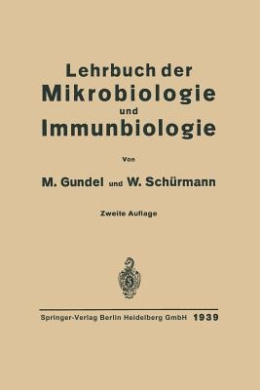 Lehrbuch der
Mikrobiologie
und
Immunbiologie
Von
M. Gundel und W. Schürmann
Zweite Auflage
Springer-Verlag Berlin Heidelberg GmbH 1939